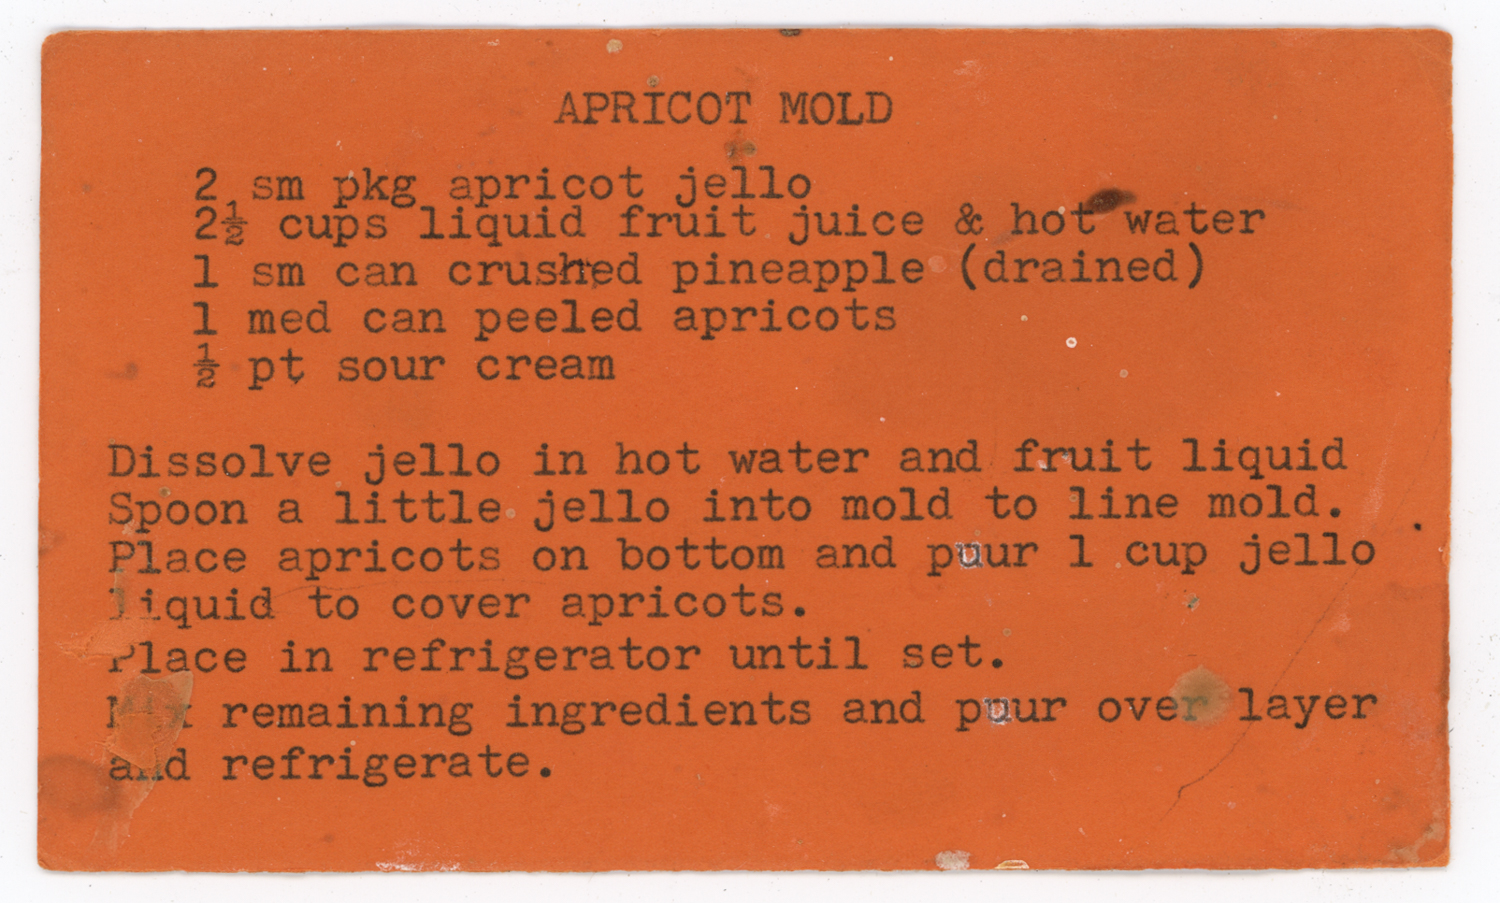 APRICOT MOLD
2 sm pkg apricot jello
2½ cups liquid fruit juice & hot water
1 sm can crushed pineapple (drained)
1 med can peeled apricots
½ pt sour cream
Dissolve jello in hot water and fruit liquid
Spoon a little jello into mold to line mold.
Place apricots on bottom and puur 1 cup jello
liquid to cover apricots.
Place in refrigerator until set.
Mix remaining ingredients and puur over layer
and refrigerate.